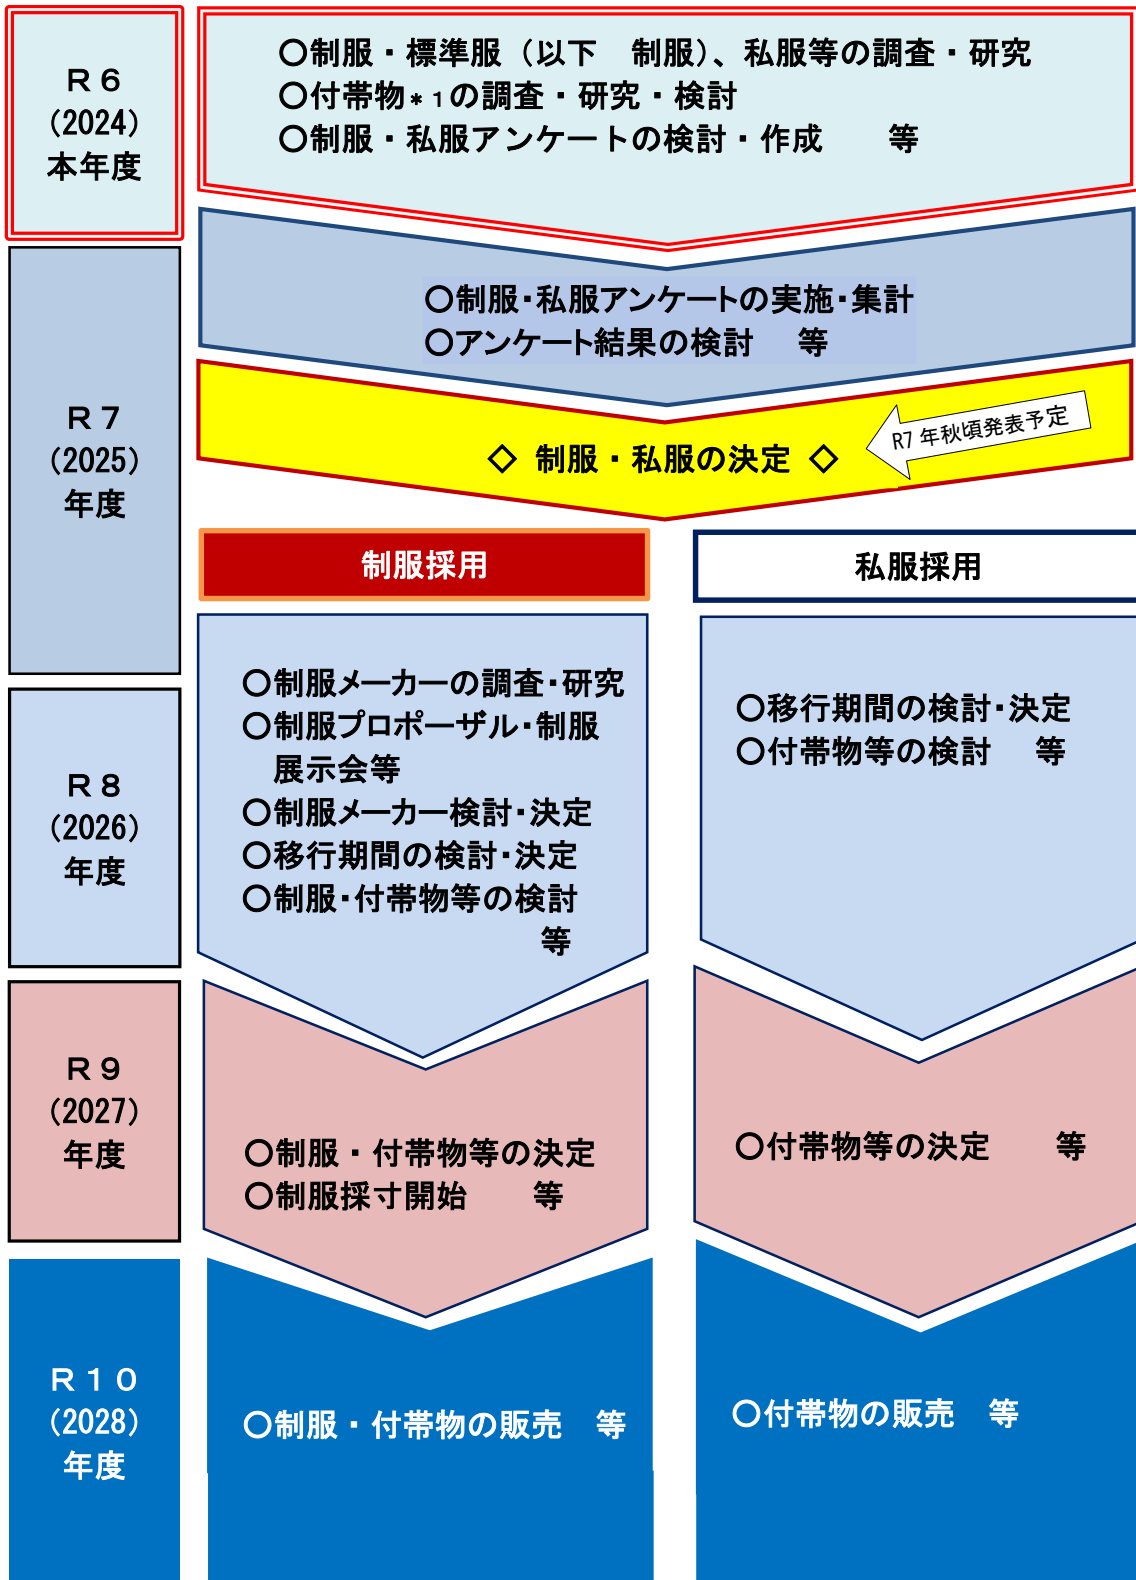 R6
(2024)
本年度
○制服・標準服（以下　制服）、私服等の調査・研究
○付帯物*1の調査・研究・検討
○制服・私服アンケートの検討・作成　　等
R7
(2025)
年度
○制服・私服アンケートの実施・集計
○アンケート結果の検討　等
◇ 制服・私服の決定 ◇
R7年秋頃発表予定
制服採用
私服採用
○制服メーカーの調査・研究
○制服プロポーザル・制服
展示会等
○制服メーカー検討・決定
○移行期間の検討・決定
○制服・付帯物等の検討
等
○移行期間の検討・決定
○付帯物等の検討　等
R8
(2026)
年度
R9
(2027)
年度
○制服・付帯物等の決定
○制服採寸開始　　等
○付帯物等の決定　　等
R10
(2028)
年度
○制服・付帯物の販売　等
○付帯物の販売　等